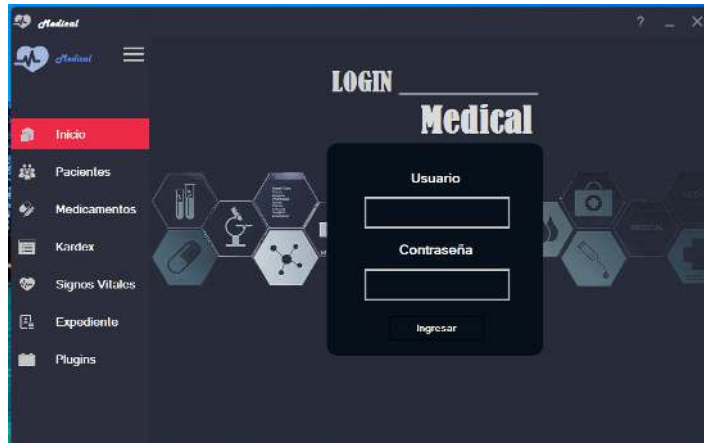 Medical
?
Medical
LOGIN
Medical
Inicio
Pacientes
Medicamentos
Kardex
Signos Vitales
Expediente
Plugins
Usuario
Contraseña
Ingresar